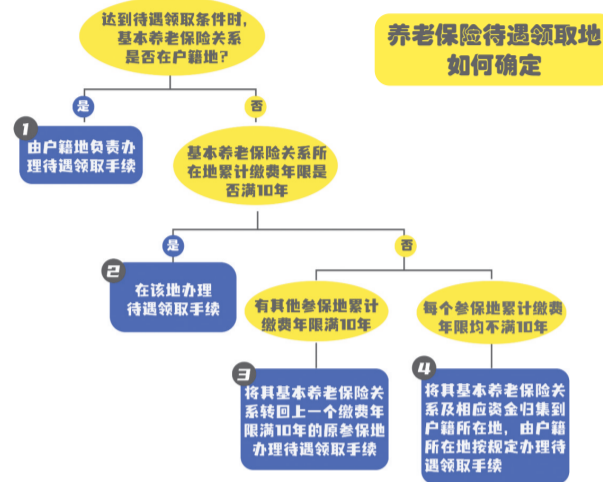 达到待遇领取条件时,
基本养老保险关系
是否在户籍地?
养老保险待遇领取地
如何确定
是
否
1
由户籍地负责办
理待遇领取手续
基本养老保险关系所
在地累计缴费年限是
否满10年
是
否
2
在该地办理
待遇领取手续
有其他参保地累计
缴费年限满10年
每个参保地累计缴费
年限均不满10年
3
将其基本养老保险关
系转回上一个缴费年
限满10年的原参保地
办理待遇领取手续
4
将其基本养老保险关
系及相应资金归集到
户籍所在地，由户籍
所在地按规定办理待
遇领取手续